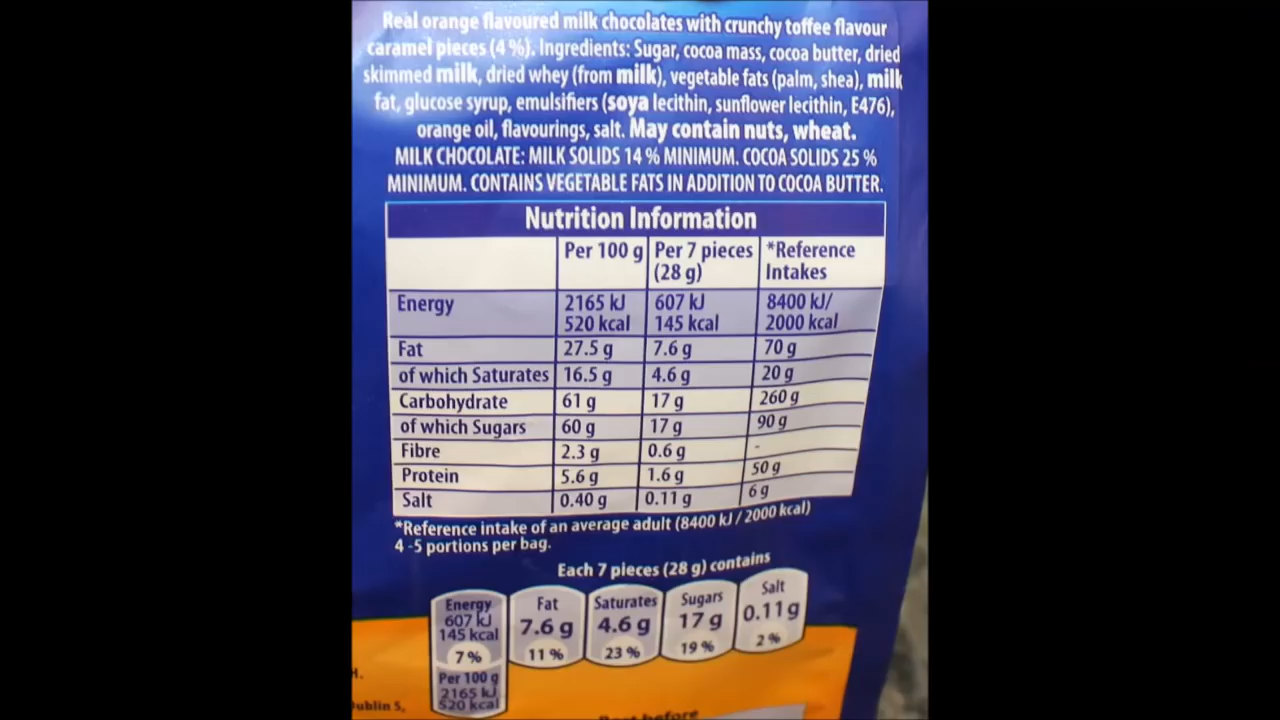 Real orange flavoured milk chocolates with crunchy toffee flavour
caramel pieces (4 %). Ingredients: Sugar, cocoa mass, cocoa butter, dried
skimmed milk, dried whey (from milk), vegetable fats (palm, shea), milk
fat, glucose syrup, emulsifiers (soya lecithin, sunflower lecithin, E476),
orange oil, flavourings, salt. May contain nuts, wheat.
MILK CHOCOLATE: MILK SOLIDS 14 % MINIMUM. COCOA SOLIDS 25 %
MINIMUM. CONTAINS VEGETABLE FATS IN ADDITION TO COCOA BUTTER.
Nutrition Information
Per 100 g Per 7 pieces *Reference
(28 g) Intakes
Energy 2165 kJ 607 kJ 8400 kJ/
520 kcal 145 kcal 2000 kcal
Fat 27.5 g 7.6 g 70 g
of which Saturates 16.5 g 4.6 g 20 g
Carbohydrate 61 g 17 g 260 g
of which Sugars 60 g 17 g 90 g
Fibre 2.3 g 0.6 g -
Protein 5.6 g 1.6 g 50 g
Salt 0.40 g 0.11 g 6 g
*Reference intake of an average adult (8400 kJ / 2000 kcal)
4 -5 portions per bag.
Each 7 pieces (28 g) contains
Energy Fat Saturates Sugars Salt
607 kJ 7.6 g 4.6 g 17 g 0.11g
145 kcal
7% 11% 23% 19% 2%
Per 100 g
2165 kJ
520 kcal
H.
ublin 5,
Best before